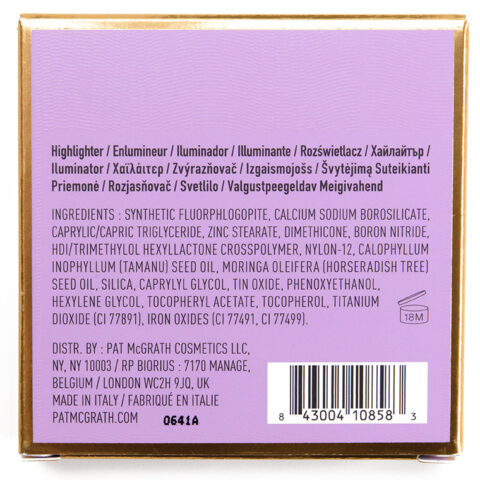 Highlighter / Enlumineur / Iluminador / Illuminante / Rozświetlacz / Хайлайтър /
Iluminator / Χαϊλάιτερ / Zvýrazňovač / Izgaismojošs / Švytėjimą Suteikianti
Priemonė / Rozjasňovač / Svetlilo / Valgustpeegeldav Meigivahend
INGREDIENTS : SYNTHETIC FLUORPHLOGOPITE, CALCIUM SODIUM BOROSILICATE,
CAPRYLIC/CAPRIC TRIGLYCERIDE, ZINC STEARATE, DIMETHICONE, BORON NITRIDE,
HDI/TRIMETHYLOL HEXYLLACTONE CROSSPOLYMER, NYLON-12, CALOPHYLLUM
INOPHYLLUM (TAMANU) SEED OIL, MORINGA OLEIFERA (HORSERADISH TREE)
SEED OIL, SILICA, CAPRYLYL GLYCOL, TIN OXIDE, PHENOXYETHANOL,
HEXYLENE GLYCOL, TOCOPHERYL ACETATE, TOCOPHEROL, TITANIUM
DIOXIDE (CI 77891), IRON OXIDES (CI 77491, CI 77499).
18M
DISTR. BY : PAT McGRATH COSMETICS LLC,
NY, NY 10003 / RP BIORIUS : 7170 MANAGE,
BELGIUM / LONDON WC2H 9JQ, UK
MADE IN ITALY / FABRIQUÉ EN ITALIE
PATMCGRATH.COM
0641A
8 43004 10858 3